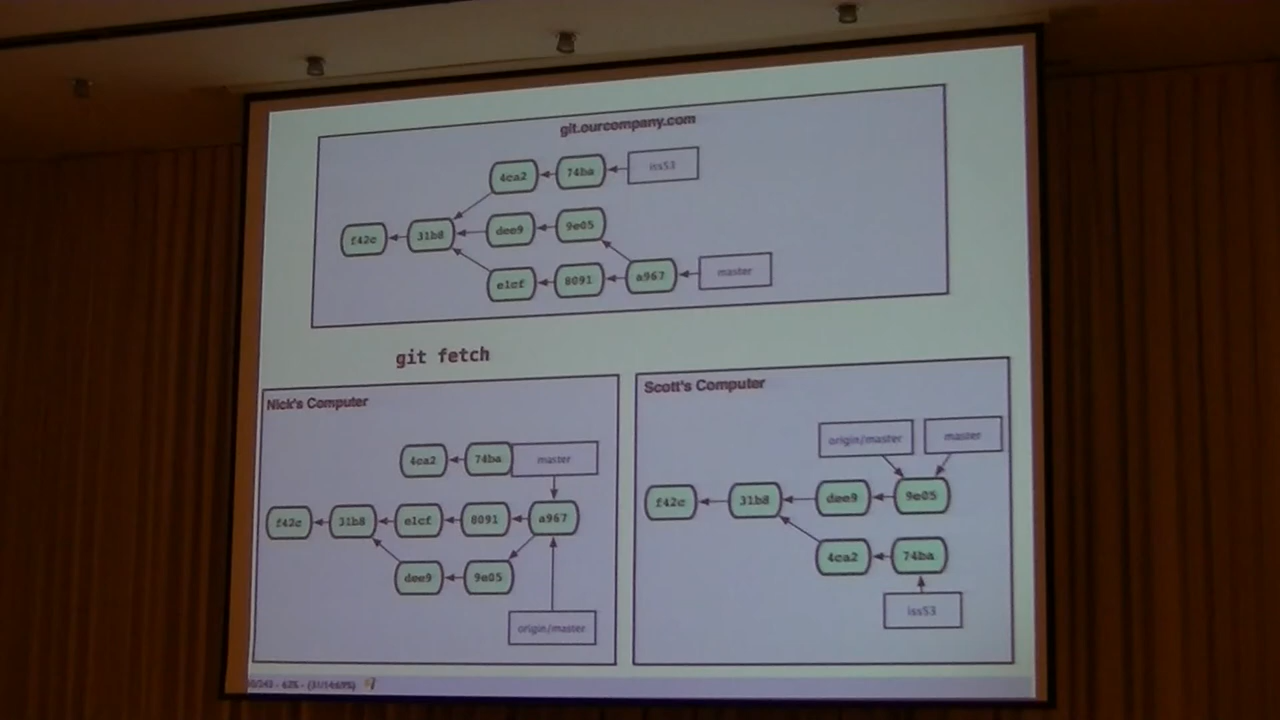 git.ourcompany.com
4ca2 74ba iss53
f42c 31b8 dee9 9e05
e1cf 8091 a967 master
git fetch
Nick's Computer
4ca2 74ba master
f42c 31b8 e1cf 8091 a967
dee9 9e05
origin/master
Scott's Computer
origin/master master
f42c 31b8 dee9 9e05
4ca2 74ba
iss53